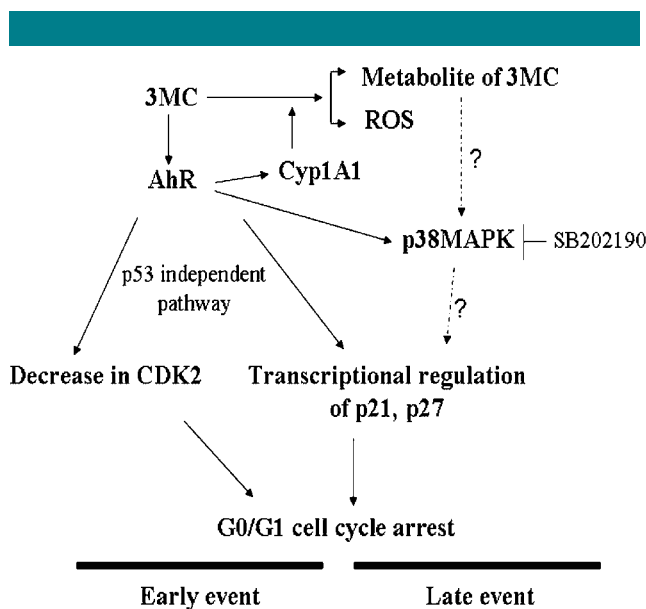 Metabolite of 3MC
3MC
ROS
Cyp1A1
?
AhR
p38MAPK
SB202190
p53 independent
pathway
?
Decrease in CDK2
Transcriptional regulation
of p21, p27
G0/G1 cell cycle arrest
Early event
Late event